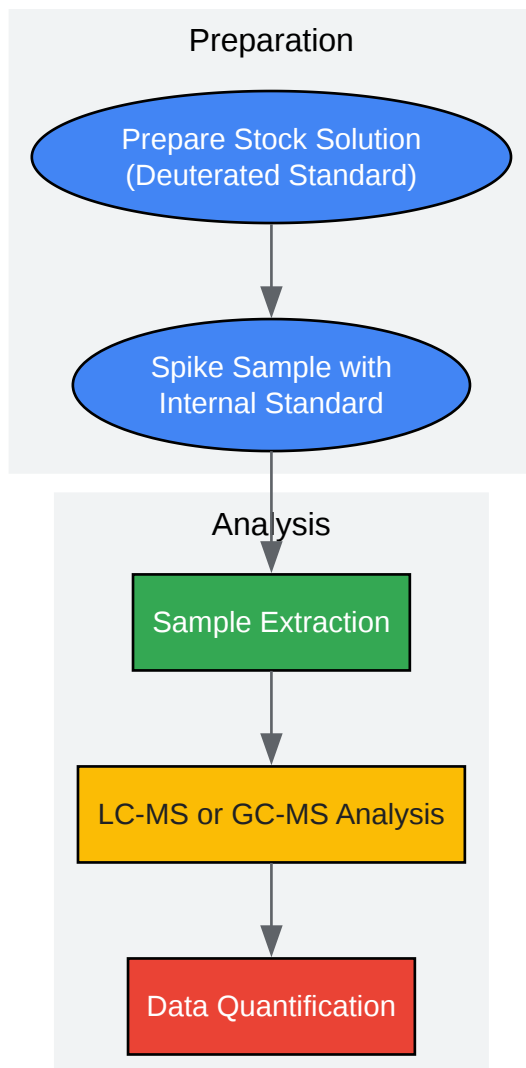 Preparation
Prepare Stock Solution
(Deuterated Standard)
Spike Sample with
Internal Standard
Analysis
Sample Extraction
LC-MS or GC-MS Analysis
Data Quantification